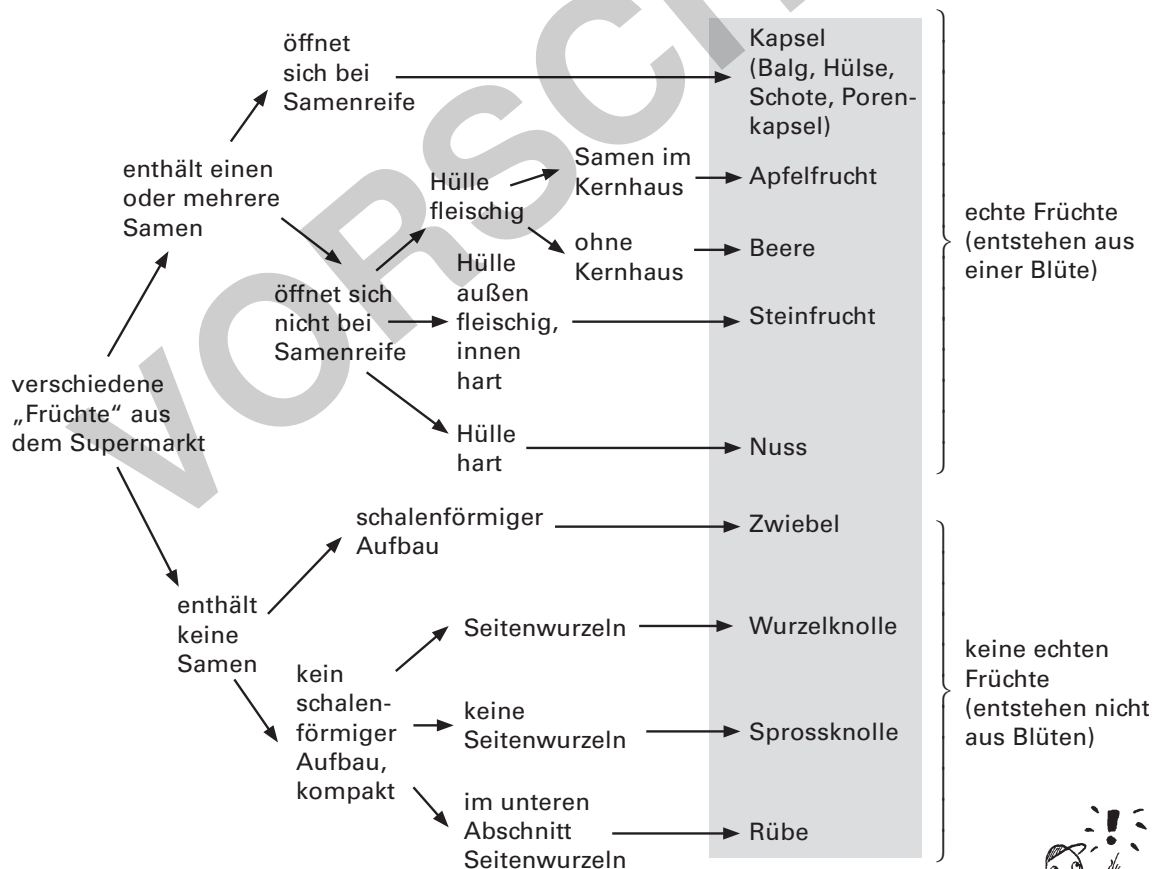 öffnet
sich bei
Samenreife
Kapsel
(Balg, Hülse,
Schote, Poren-
kapsel)
enthält einen
oder mehrere
Samen
Hülle
fleischig
Samen im
Kernhaus
Apfelfrucht
ohne
Kernhaus
Beere
echte Früchte
(entstehen aus
einer Blüte)
öffnet sich
nicht bei
Samenreife
Hülle
außen
fleischig,
innen
hart
Steinfrucht
Hülle
hart
Nuss
verschiedene
„Früchte“ aus
dem Supermarkt
schalenförmiger
Aufbau
Zwiebel
enthält
keine
Samen
Seitenwurzeln
Wurzelknolle
kein
schalen-
förmiger
Aufbau,
kompakt
keine
Seitenwurzeln
Sprossknolle
keine echten
Früchte
(entstehen nicht
aus Blüten)
im unteren
Abschnitt
Seitenwurzeln
Rübe
!
VORSCH